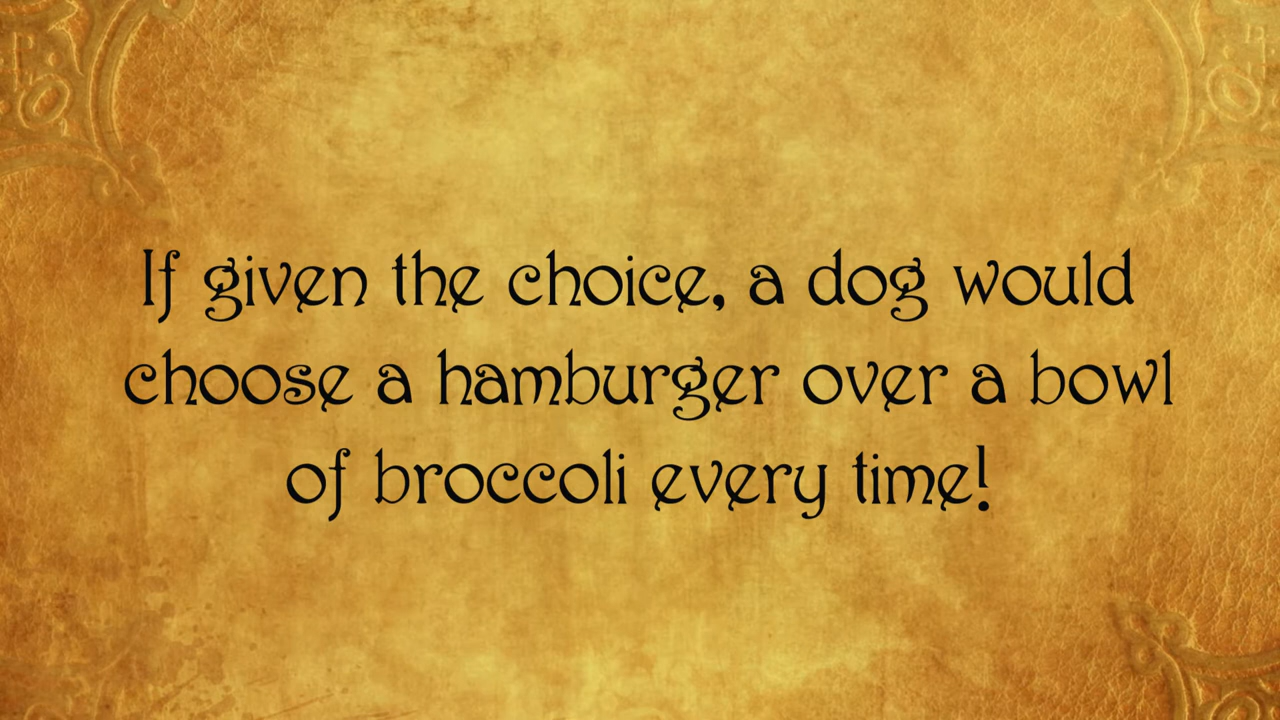 If given the choice, a dog would
choose a hamburger over a bowl
of broccoli every time!